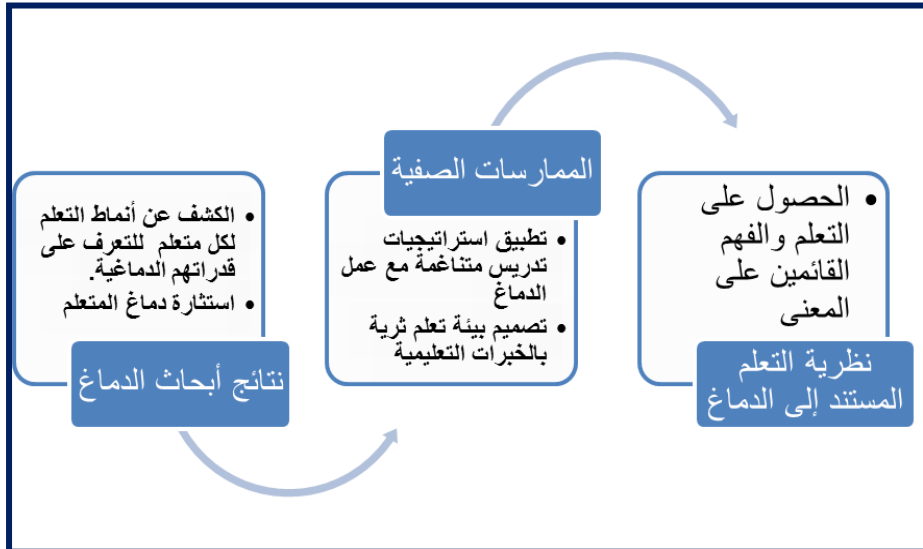 • الكشف عن أنماط التعلم
لكل متعلم للتعرف على
قدراتهم الدماغية.
• استثارة دماغ المتعلم
نتائج أبحاث الدماغ
الممارسات الصفية
• تطبيق استراتيجيات
تدريس متناغمة مع عمل
الدماغ
• تصميم بيئة تعلم ثرية
بالخبرات التعليمية
• الحصول على
التعلم والفهم
القائمين على
المعنى
نظرية التعلم
المستند إلى الدماغ